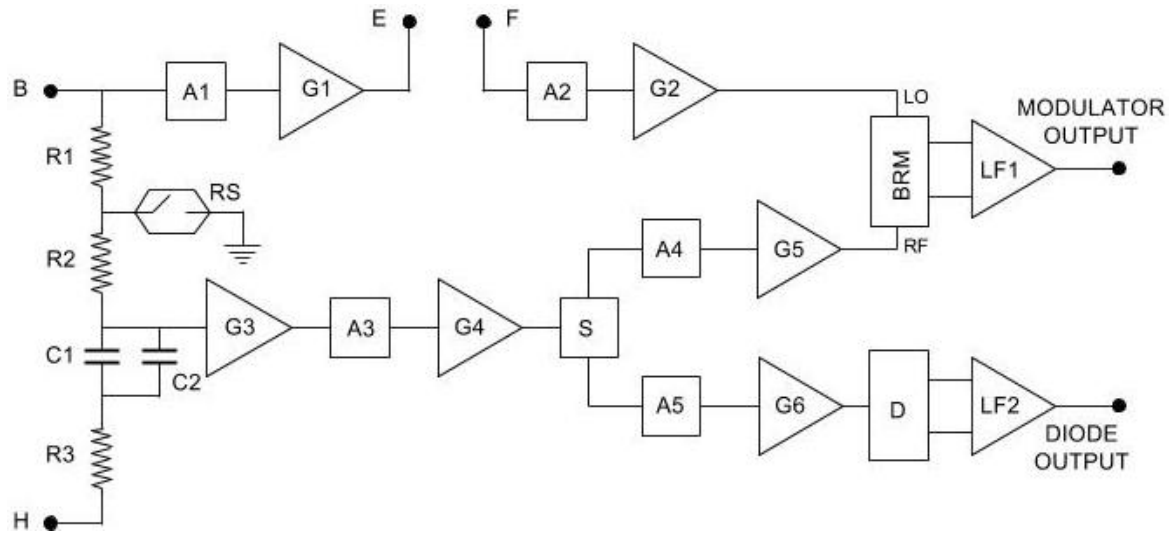 E
F
B
A1
G1
A2
G2
LO
MODULATOR
OUTPUT
R1
BRM
LF1
RS
R2
A4
G5
RF
G3
A3
G4
S
C1
C2
A5
G6
D
LF2
R3
DIODE
OUTPUT
H